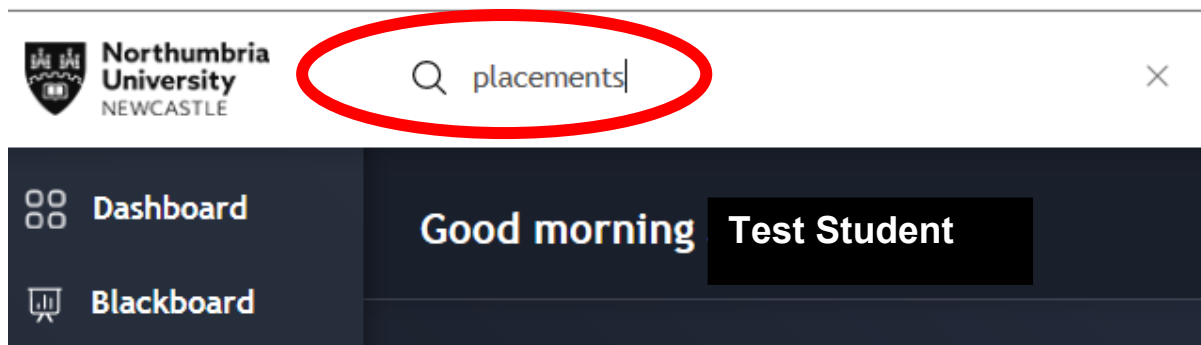 Northumbria
University
NEWCASTLE
placements
Dashboard
Good morning Test Student
Blackboard